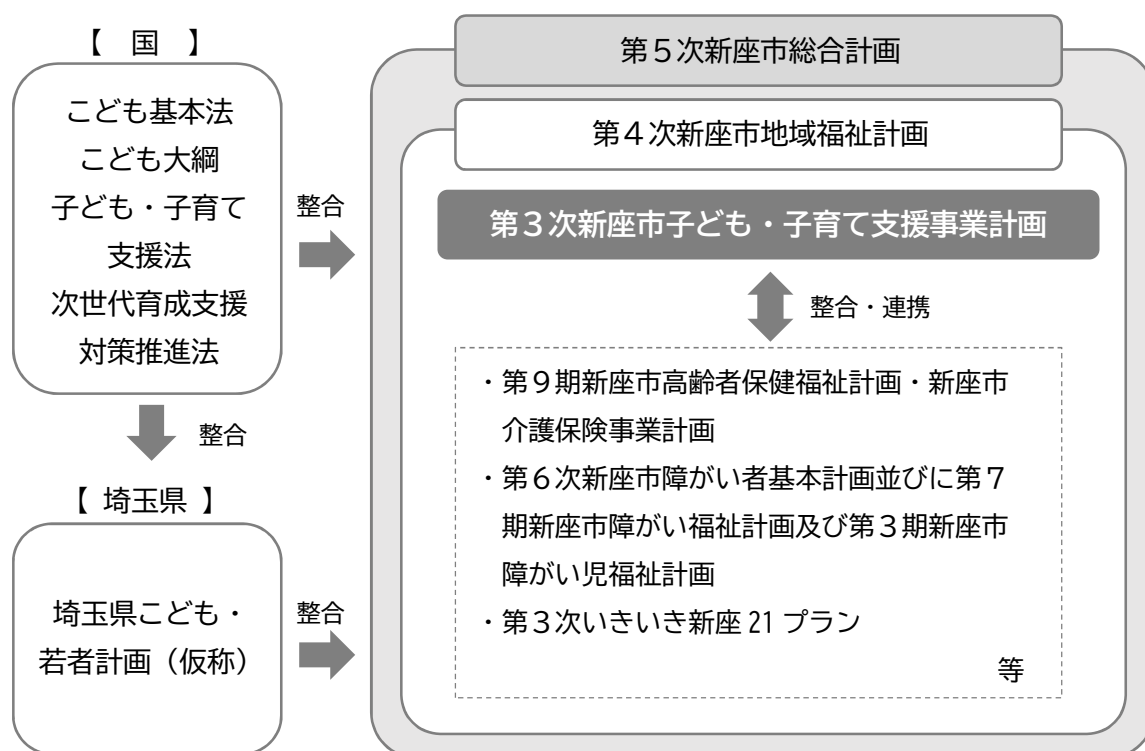 【　国　】
こども基本法
こども大綱
子ども・子育て
支援法
次世代育成支援
対策推進法
整合
整合
【 埼玉県 】
埼玉県こども・
若者計画（仮称）
整合
第５次新座市総合計画
第４次新座市地域福祉計画
第３次新座市子ども・子育て支援事業計画
整合・連携
・第９期新座市高齢者保健福祉計画・新座市
介護保険事業計画
・第６次新座市障がい者基本計画並びに第７
期新座市障がい福祉計画及び第３期新座市
障がい児福祉計画
・第３次いきいき新座 21 プラン
等